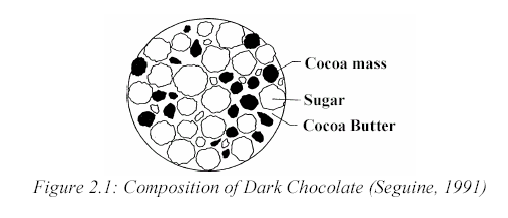 Cocoa mass
Sugar
Cocoa Butter
Figure 2.1: Composition of Dark Chocolate (Seguine, 1991)